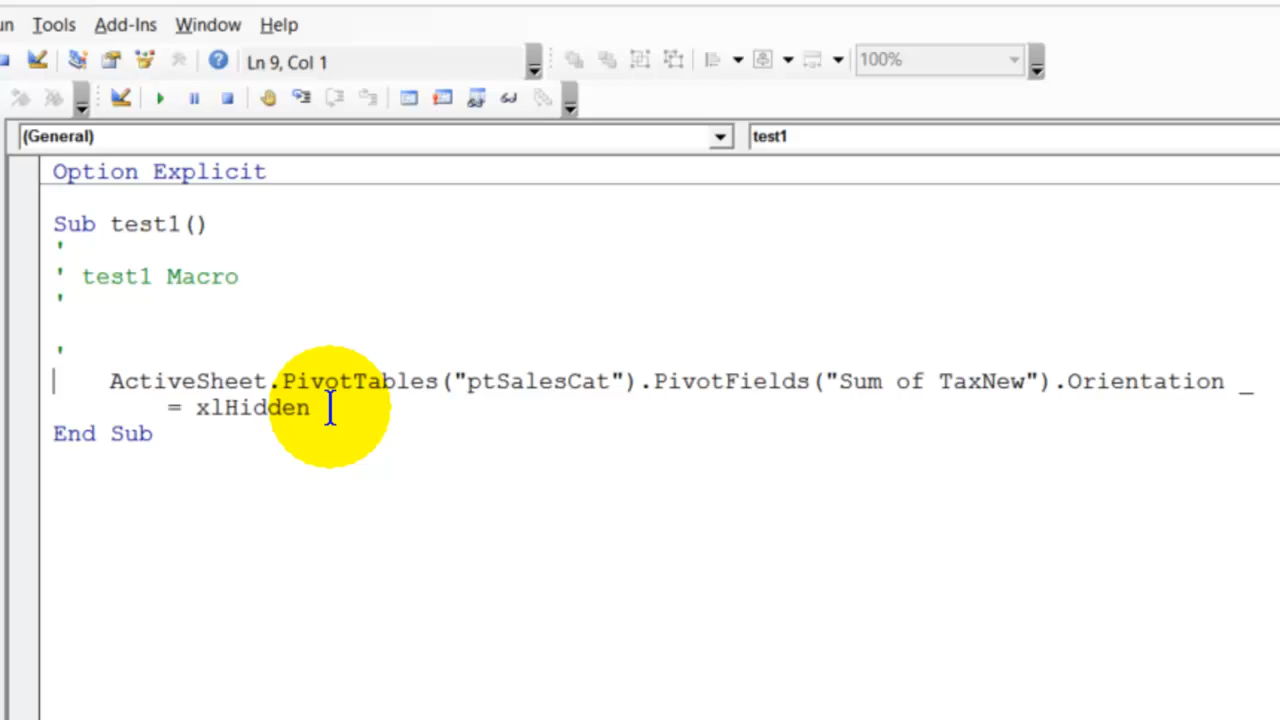 un Tools Add-Ins Window Help
Ln 9, Col 1 100%
(General) test1
Option Explicit
Sub test1()
'
' test1 Macro
'
'
ActiveSheet.PivotTables("ptSalesCat").PivotFields("Sum of TaxNew").Orientation _
= xlHidden
End Sub